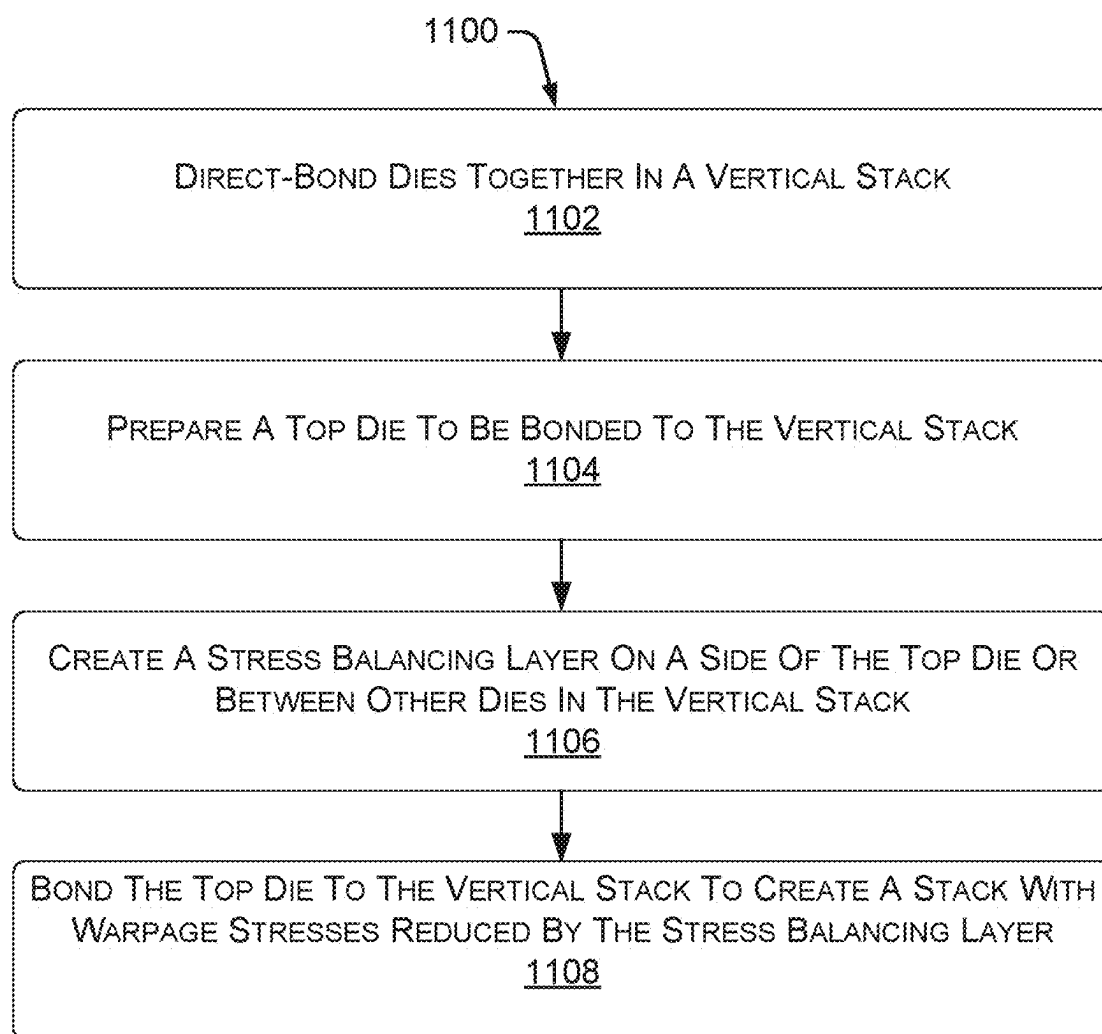 1100
DIRECT-BOND DIES TOGETHER IN A VERTICAL STACK
1102
PREPARE A TOP DIE TO BE BONDED TO THE VERTICAL STACK
1104
CREATE A STRESS BALANCING LAYER ON A SIDE OF THE TOP DIE OR
BETWEEN OTHER DIES IN THE VERTICAL STACK
1106
BOND THE TOP DIE TO THE VERTICAL STACK TO CREATE A STACK WITH
WARPAGE STRESSES REDUCED BY THE STRESS BALANCING LAYER
1108